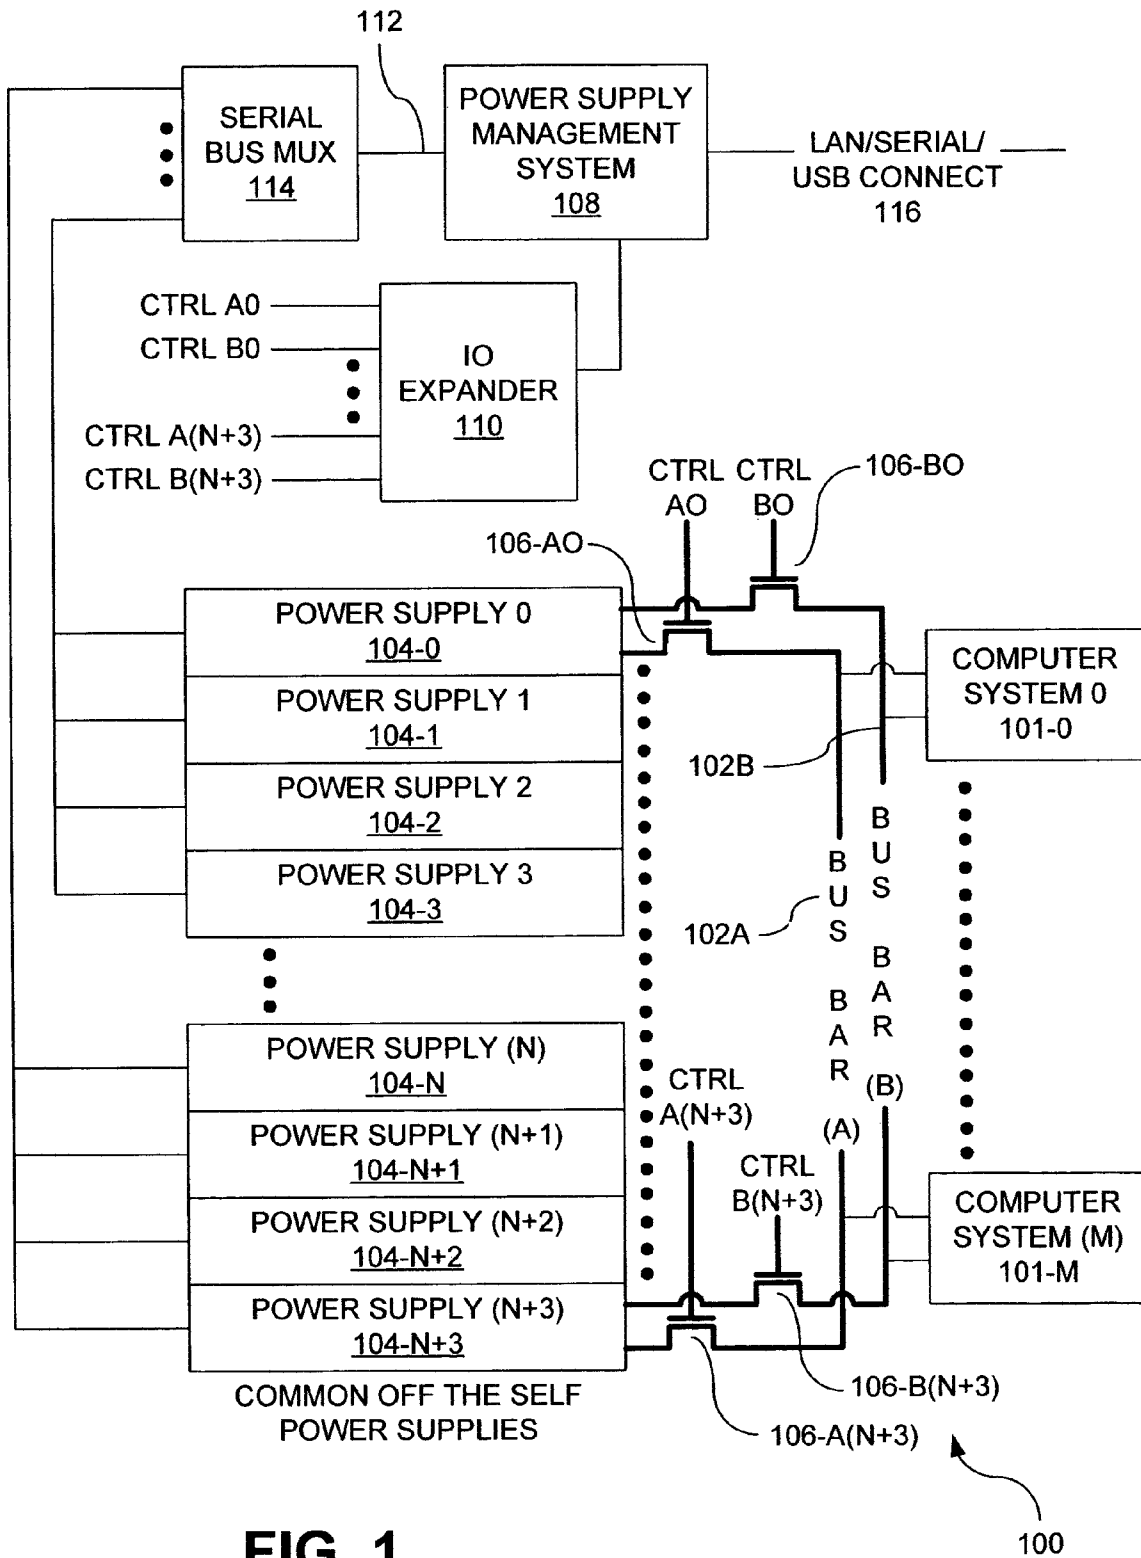 112
SERIAL
BUS MUX
114
POWER SUPPLY
MANAGEMENT
SYSTEM
108
LAN/SERIAL/
USB CONNECT
116
CTRL A0
CTRL B0
CTRL A(N+3)
CTRL B(N+3)
IO
EXPANDER
110
CTRL
AO
CTRL
BO
106-BO
106-AO
POWER SUPPLY 0
104-0
POWER SUPPLY 1
104-1
POWER SUPPLY 2
104-2
POWER SUPPLY 3
104-3
COMPUTER
SYSTEM 0
101-0
102B
102A
BUS BAR (A)
BUS BAR (B)
POWER SUPPLY (N)
104-N
POWER SUPPLY (N+1)
104-N+1
POWER SUPPLY (N+2)
104-N+2
POWER SUPPLY (N+3)
104-N+3
CTRL
A(N+3)
CTRL
B(N+3)
COMPUTER
SYSTEM (M)
101-M
COMMON OFF THE SELF
POWER SUPPLIES
106-B(N+3)
106-A(N+3)
100
FIG. 1